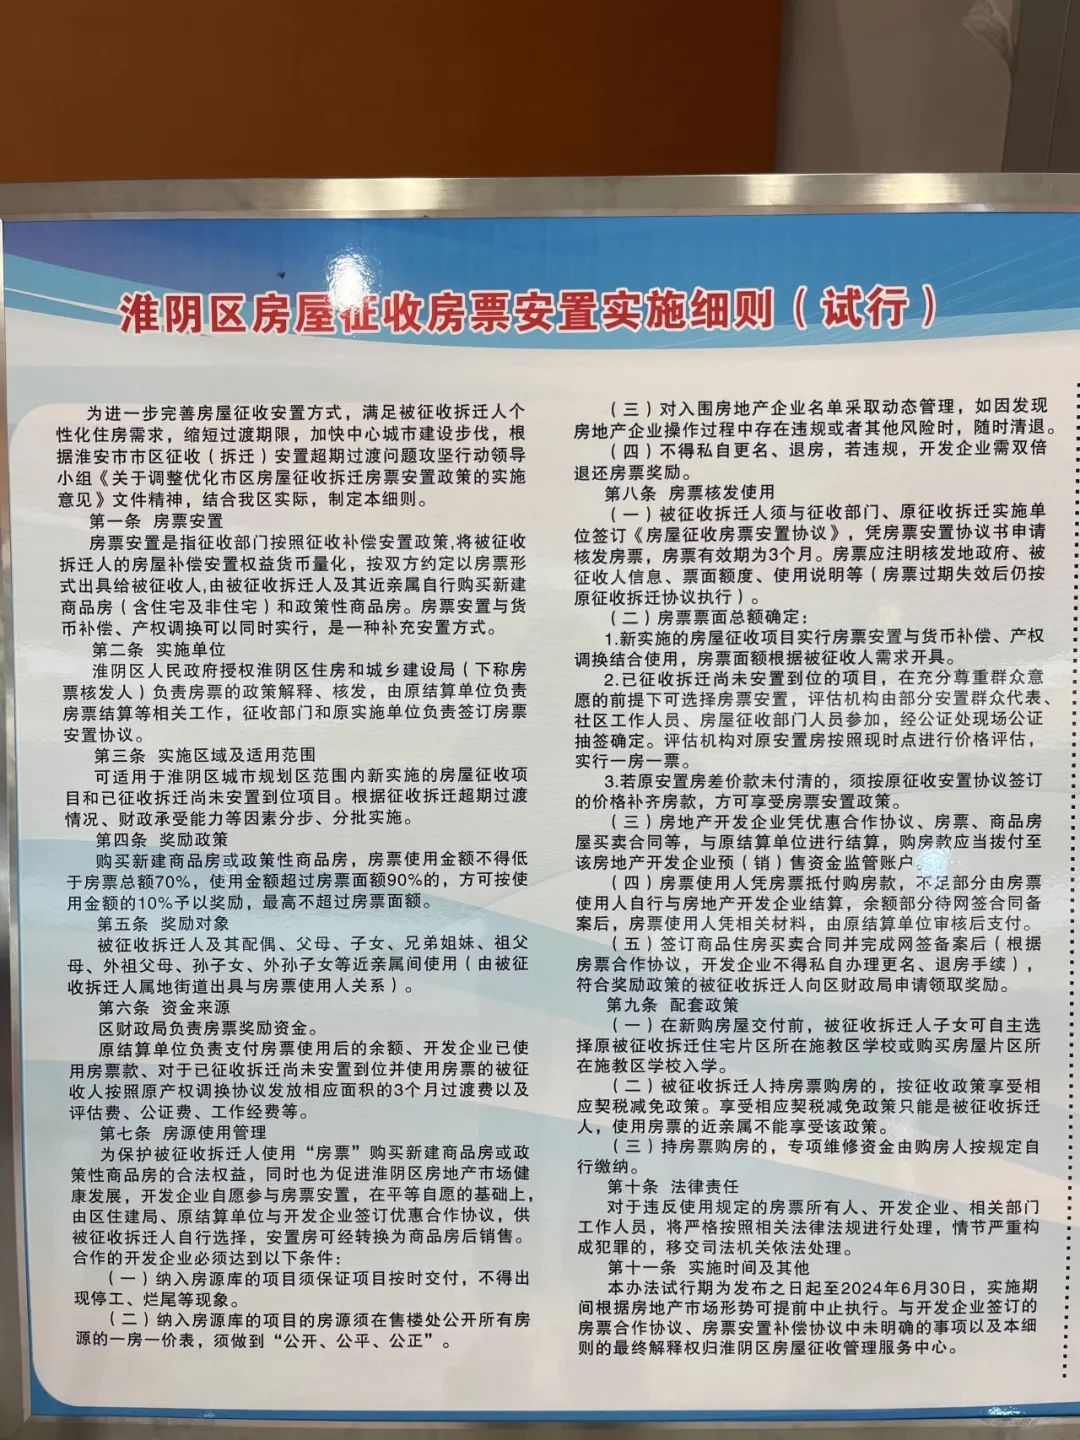 淮阴区房屋征收房票安置实施细则（试行）
为进一步完善房屋征收安置方式，满足被征收拆迁人个
性化住房需求，缩短过渡期限，加快中心城市建设步伐，根
据淮安市市区征收（拆迁）安置超期过渡问题攻坚行动领导
小组《关于调整优化市区房屋征收拆迁房票安置政策的实施
意见》文件精神，结合我区实际，制定本细则。
第一条 房票安置
房票安置是指征收部门按照征收补偿安置政策,将被征收
拆迁人的房屋补偿安置权益货币量化，按双方约定以房票形
式出具给被征收人,由被征收拆迁人及其近亲属自行购买新建
商品房（含住宅及非住宅）和政策性商品房。房票安置与货
币补偿、产权调换可以同时实行，是一种补充安置方式。
第二条 实施单位
淮阴区人民政府授权淮阴区住房和城乡建设局（下称房
票核发人）负责房票的政策解释、核发，由原结算单位负责
房票结算等相关工作，征收部门和原实施单位负责签订房票
安置协议。
第三条 实施区域及适用范围
可适用于淮阴区城市规划区范围内新实施的房屋征收项
目和已征收拆迁尚未安置到位项目。根据征收拆迁超期过渡
情况、财政承受能力等因素分步、分批实施。
第四条 奖励政策
购买新建商品房或政策性商品房，房票使用金额不得低
于房票总额70%，使用金额超过房票面额90%的，方可按使
用金额的10%予以奖励，最高不超过房票面额。
第五条 奖励对象
被征收拆迁人及其配偶、父母、子女、兄弟姐妹、祖父
母、外祖父母、孙子女、外孙子女等近亲属间使用（由被征
收拆迁人属地街道出具与房票使用人关系）。
第六条 资金来源
区财政局负责房票奖励资金。
原结算单位负责支付房票使用后的余额、开发企业已使
用房票款、对于已征收拆迁尚未安置到位并使用房票的被征
收人按照原产权调换协议发放相应面积的3个月过渡费以及
评估费、公证费、工作经费等。
第七条 房源使用管理
为保护被征收拆迁人使用“房票”购买新建商品房或政
策性商品房的合法权益，同时也为促进淮阴区房地产市场健
康发展，开发企业自愿参与房票安置，在平等自愿的基础上，
由区住建局、原结算单位与开发企业签订优惠合作协议，供
被征收拆迁人自行选择，安置房可经转换为商品房后销售。
合作的开发企业必须达到以下条件：
（一）纳入房源库的项目须保证项目按时交付，不得出
现停工、烂尾等现象。
（二）纳入房源库的项目的房源须在售楼处公开所有房
源的一房一价表，须做到“公开、公平、公正”。
（三）对入围房地产企业名单采取动态管理，如因发现
房地产企业操作过程中存在违规或者其他风险时，随时清退。
（四）不得私自更名、退房，若违规，开发企业需双倍
退还房票奖励。
第八条 房票核发使用
（一）被征收拆迁人须与征收部门、原征收拆迁实施单
位签订《房屋征收房票安置协议》，凭房票安置协议书申请
核发房票，房票有效期为3个月。房票应注明核发地政府、被
征收人信息、票面额度、使用说明等（房票过期失效后仍按
原征收拆迁协议执行）。
（二）房票票面总额确定：
1.新实施的房屋征收项目实行房票安置与货币补偿、产权
调换结合使用，房票面额根据被征收人需求开具。
2.已征收拆迁尚未安置到位的项目，在充分尊重群众意
愿的前提下可选择房票安置，评估机构由部分安置群众代表、
社区工作人员、房屋征收部门人员参加，经公证处现场公证
抽签确定。评估机构对原安置房按照现时点进行价格评估，
实行一房一票。
3.若原安置房差价款未付清的，须按原征收安置协议签订
的价格补齐房款，方可享受房票安置政策。
（三）房地产开发企业凭优惠合作协议、房票、商品房
屋买卖合同等，与原结算单位进行结算，购房款应当拨付至
该房地产开发企业预（销）售资金监管账户。
（四）房票使用人凭房票抵付购房款，不足部分由房票
使用人自行与房地产开发企业结算，余额部分待网签合同备
案后，房票使用人凭相关材料，由原结算单位审核后支付。
（五）签订商品住房买卖合同并完成网签备案后（根据
房票合作协议，开发企业不得私自办理更名、退房手续），
符合奖励政策的被征收拆迁人向区财政局申请领取奖励。
第九条 配套政策
（一）在新购房屋交付前，被征收拆迁人子女可自主选
择原被征收拆迁住宅片区所在施教区学校或购买房屋片区所
在施教区学校入学。
（二）被征收拆迁人持房票购房的，按征收政策享受相
应契税减免政策。享受相应契税减免政策只能是被征收拆迁
人，使用房票的近亲属不能享受该政策。
（三）持房票购房的，专项维修资金由购房人按规定自
行缴纳。
第十条 法律责任
对于违反使用规定的房票所有人、开发企业、相关部门
工作人员，将严格按照相关法律法规进行处理，情节严重构
成犯罪的，移交司法机关依法处理。
第十一条 实施时间及其他
本办法试行期为发布之日起至2024年6月30日，实施期
间根据房地产市场形势可提前中止执行。与开发企业签订的
房票合作协议、房票安置补偿协议中未明确的事项以及本细
则的最终解释权归淮阴区房屋征收管理服务中心。